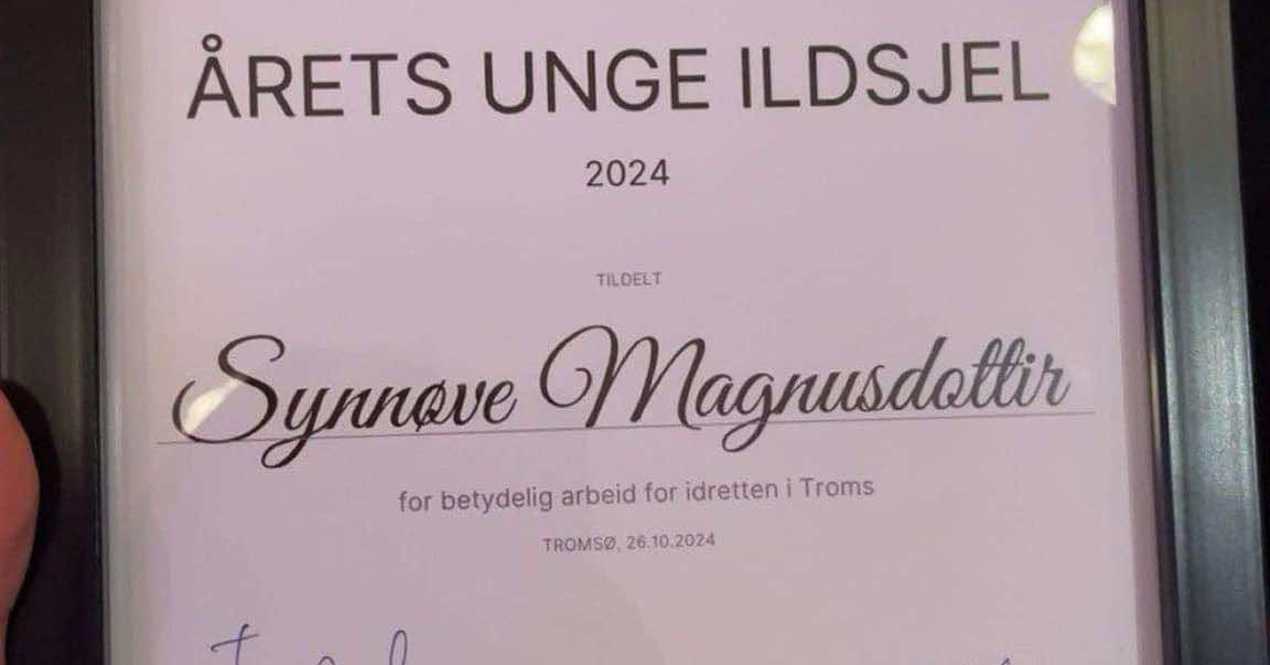 ÅRETS UNGE ILDSJEL
2024
TILDELT
Synnøve Magnusdottir
for betydelig arbeid for idretten i Troms
TROMSØ, 26.10.2024